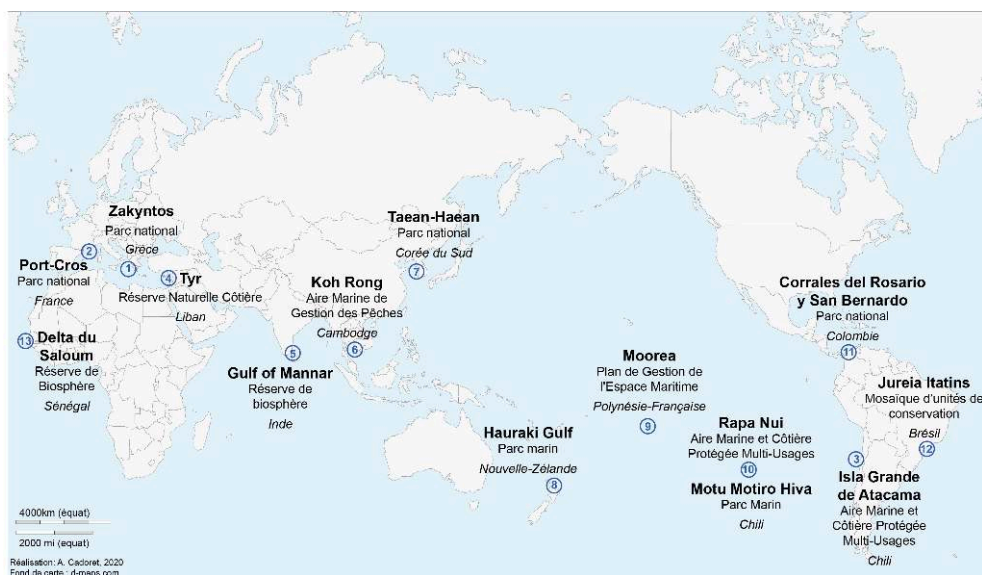 Zakyntos
Parc national
Grèce
1
2
Port-Cros
Parc national
France
4
Tyr
Réserve Naturelle Côtière
Liban
13
Delta du
Saloum
Réserve de
Biosphère
Sénégal
Taean-Haean
Parc national
Corée du Sud
7
Koh Rong
Aire Marine de
Gestion des Pêches
Cambodge
6
5
Gulf of Mannar
Réserve de
biosphère
Inde
Hauraki Gulf
Parc marin
Nouvelle-Zélande
8
Moorea
Plan de Gestion de
l'Espace Maritime
Polynésie-Française
9
Rapa Nui
Aire Marine et Côtière
Protégée Multi-Usages
10
Motu Motiro Hiva
Parc Marin
Chili
Corrales del Rosario
y San Bernardo
Parc national
Colombie
11
Jureia Itatins
Mosaïque d'unités de
conservation
Brésil
12
3
Isla Grande
de Atacama
Aire Marine et
Côtière Protégée
Multi-Usages
Chili
4000km (équat)
2000 mi (equat)
Réalisation: A. Cadoret, 2020
Fond de carte : d-maps.com